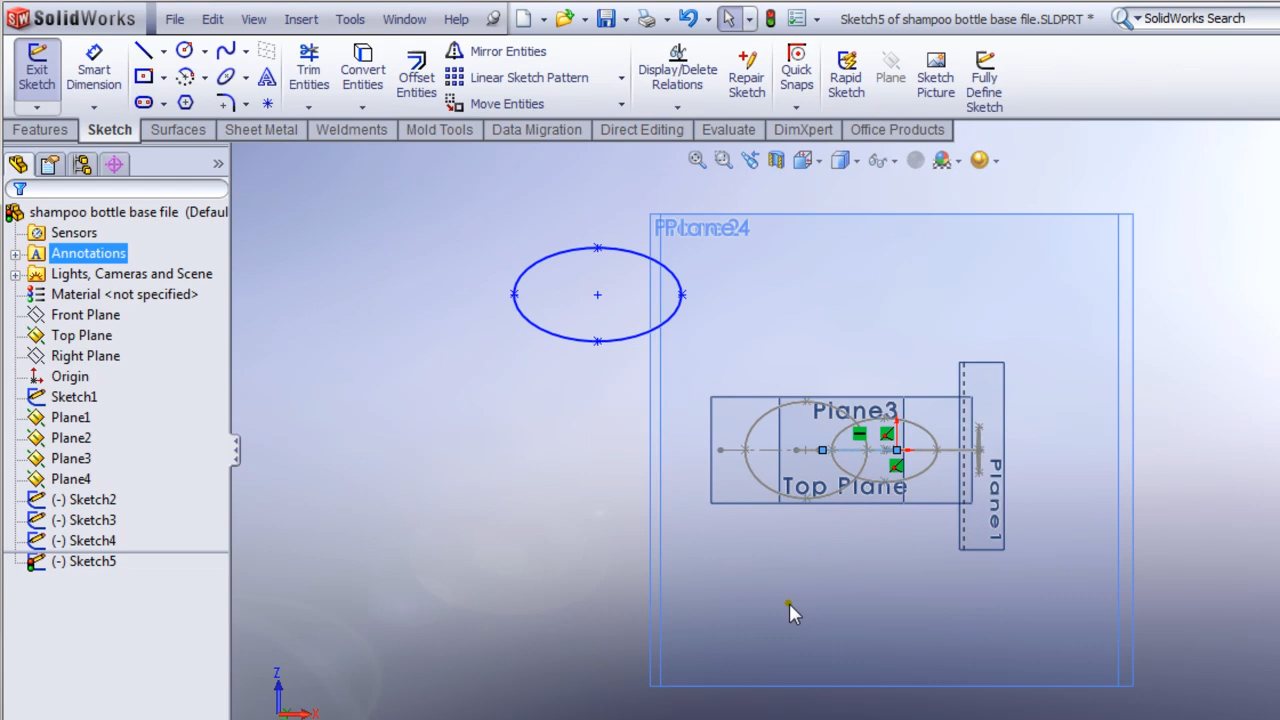 SW SolidWorks File Edit View Insert Tools Window Help Sketch5 of shampoo bottle base file.SLDPRT * SolidWorks Search
Exit Sketch
Smart Dimension
Trim Entities
Convert Entities
Offset Entities
Mirror Entities
Linear Sketch Pattern
Move Entities
Display/Delete Relations
Repair Sketch
Quick Snaps
Rapid Sketch
Plane
Sketch Picture
Fully Define Sketch
Features Sketch Surfaces Sheet Metal Weldments Mold Tools Data Migration Direct Editing Evaluate DimXpert Office Products
shampoo bottle base file (Defaul
Sensors
A Annotations
Lights, Cameras and Scene
Material <not specified>
Front Plane
Top Plane
Right Plane
Origin
Sketch1
Plane1
Plane2
Plane3
Plane4
(-) Sketch2
(-) Sketch3
(-) Sketch4
(-) Sketch5
Plane3
Top Plane
Plane1
Z
X